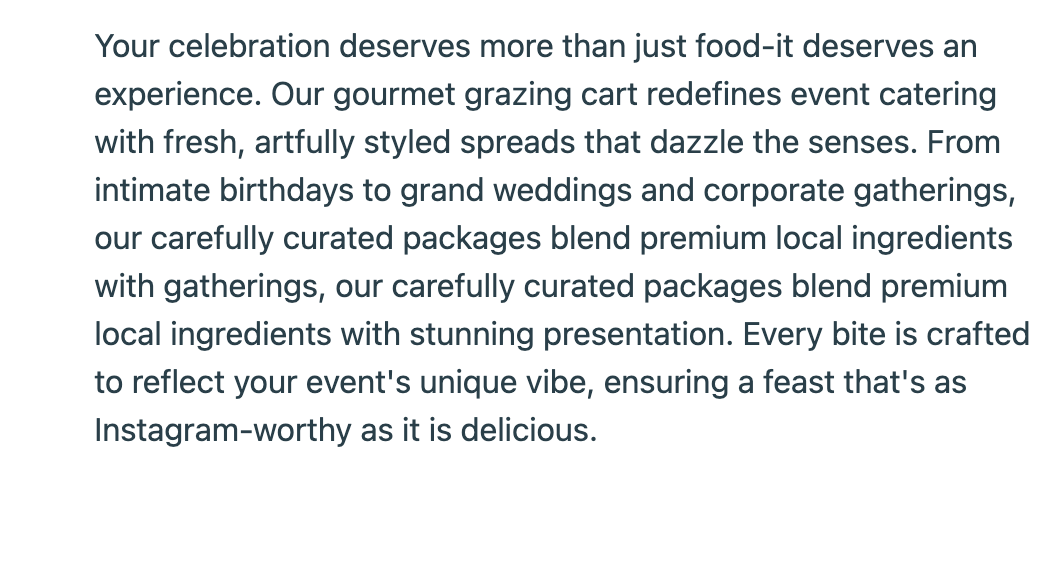 Your celebration deserves more than just food-it deserves an
experience. Our gourmet grazing cart redefines event catering
with fresh, artfully styled spreads that dazzle the senses. From
intimate birthdays to grand weddings and corporate gatherings,
our carefully curated packages blend premium local ingredients
with gatherings, our carefully curated packages blend premium
local ingredients with stunning presentation. Every bite is crafted
to reflect your event's unique vibe, ensuring a feast that's as
Instagram-worthy as it is delicious.